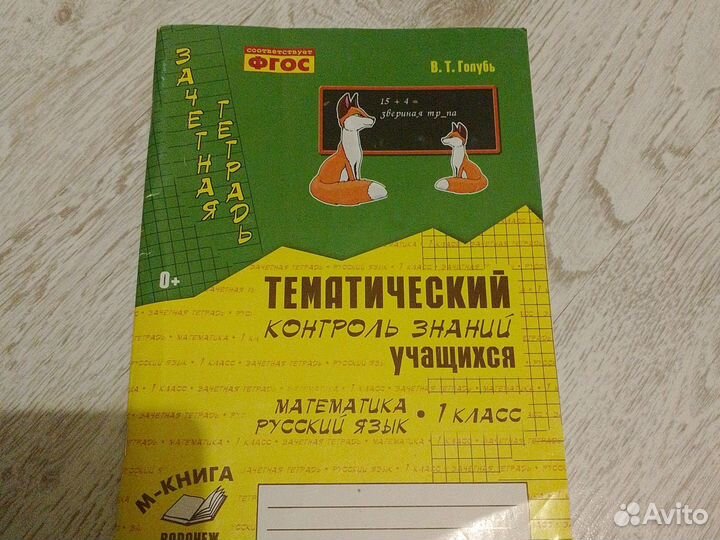 соответствует
ФГОС
В. Т. Голубь
ЗАЧЕТНАЯ
ТЕТРАДЬ
15 + 4 =
звериная тр_па
0+
ТЕМАТИЧЕСКИЙ
КОНТРОЛЬ ЗНАНИЙ
УЧАЩИХСЯ
МАТЕМАТИКА
РУССКИЙ ЯЗЫК • 1 КЛАСС
М-КНИГА
ВОРОНЕЖ
Avito